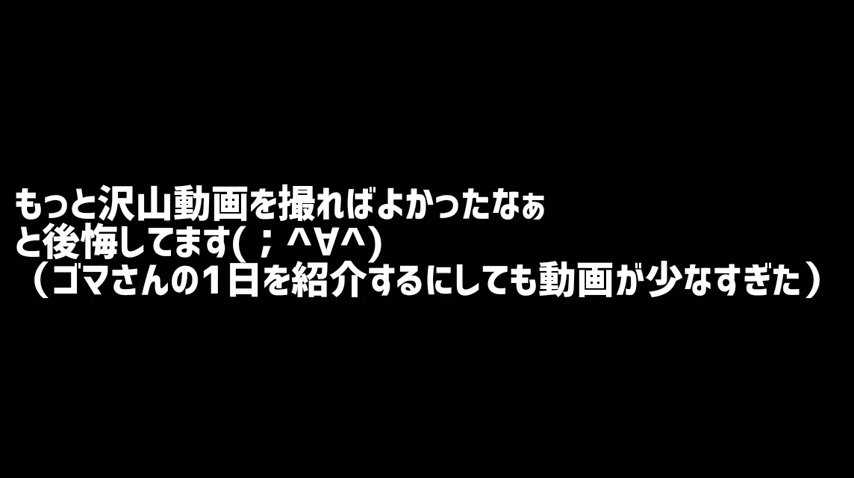 もっと沢山動画を撮ればよかったなぁ
と後悔してます(；^∀^)
（ゴマさんの1日を紹介するにしても動画が少なすぎた）